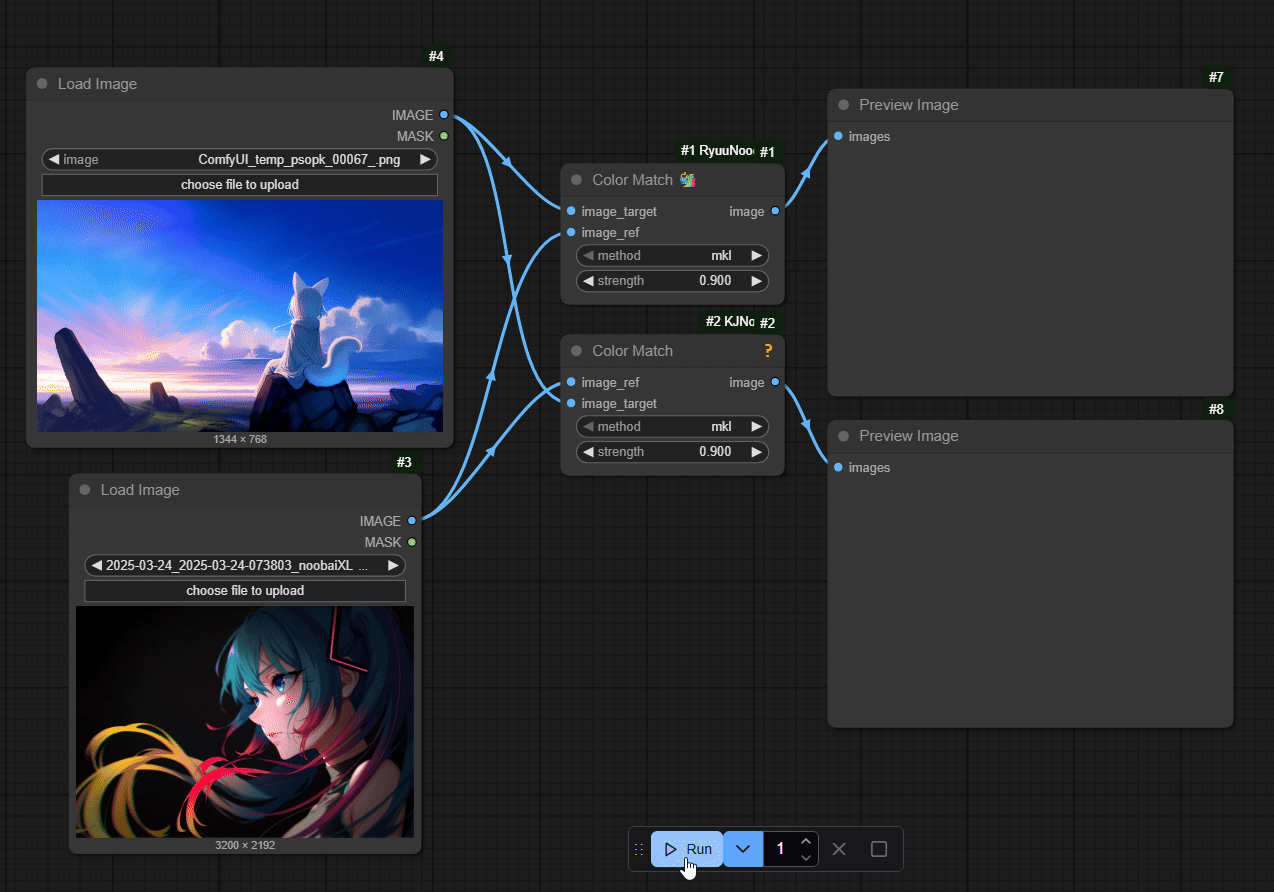 #4
Load Image
IMAGE
MASK
image ComfyUI_temp_psopk_00067_.png
choose file to upload
1344 × 768
#3
Load Image
IMAGE
MASK
2025-03-24_2025-03-24-073803_noobaiXL ...
choose file to upload
3200 × 2192
#1 RyuuNoo #1
Color Match
image_target image
image_ref
method mkl
strength 0.900
#2 KJNo #2
Color Match ?
image_ref image
image_target
method mkl
strength 0.900
#7
Preview Image
images
#8
Preview Image
images
Run 1